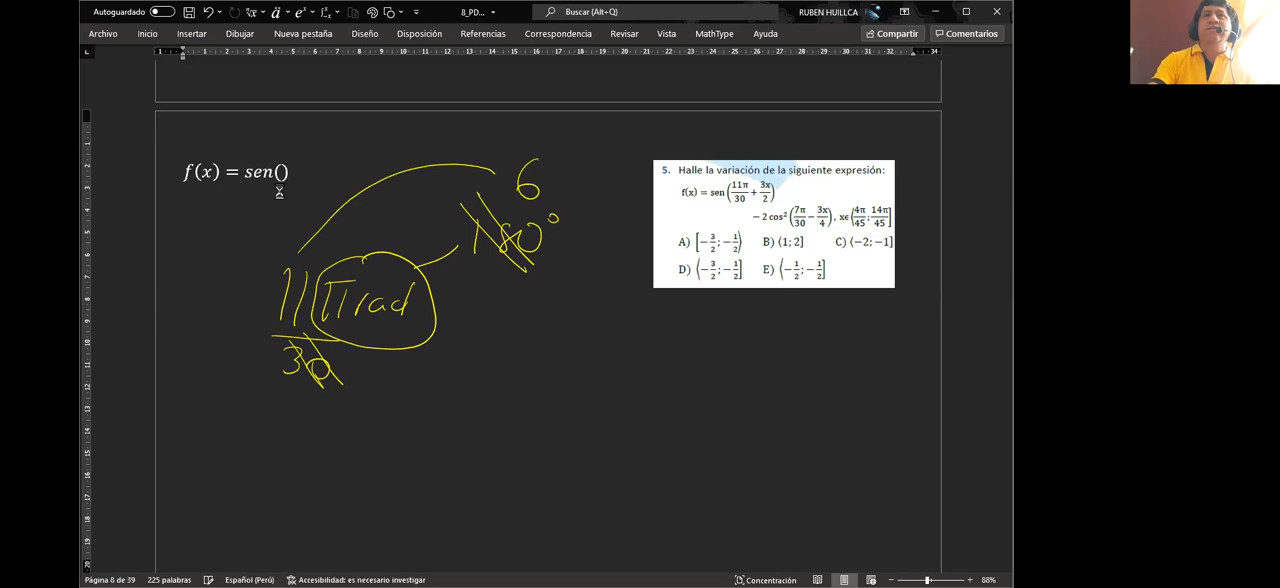 Autoguardado
8_PD...
Buscar (Alt+Q)
RUBEN HUILLCA
Archivo Inicio Insertar Dibujar Nueva pestaña Diseño Disposición Referencias Correspondencia Revisar Vista MathType Ayuda
Compartir Comentarios
f(x) = sen()
6
180°
11πrad
30
5. Halle la variación de la siguiente expresión:
f(x) = sen(11π/30 + 3x/2)
− 2 cos²(7π/30 − 3x/4), xϵ⟨4π/45; 14π/45]
A) [−3/2; −1/2⟩ B) ⟨1; 2] C) ⟨−2; −1]
D) ⟨−3/2; −1/2] E) ⟨−1/2; −1/2]
Página 8 de 39 225 palabras Español (Perú) Accesibilidad: es necesario investigar Concentración 88%